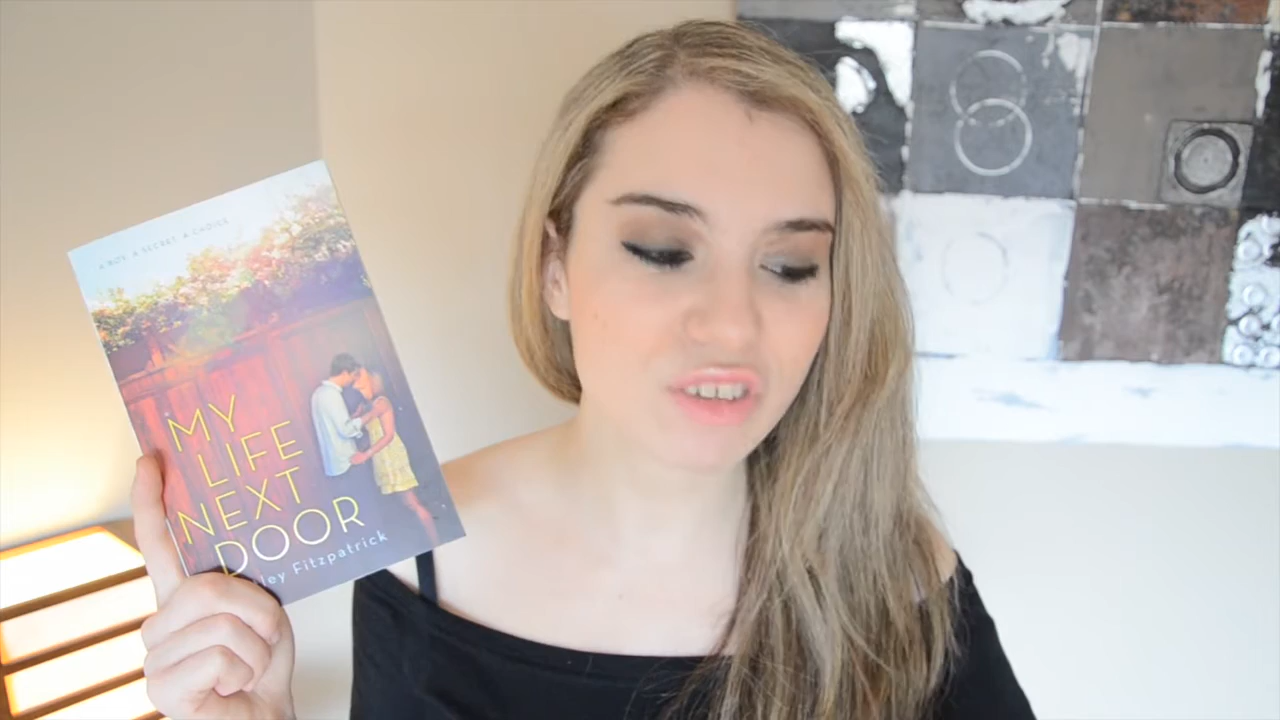 A BOY. A SECRET. A CHOICE.
MY
LIFE
NEXT
DOOR
ley Fitzpatrick